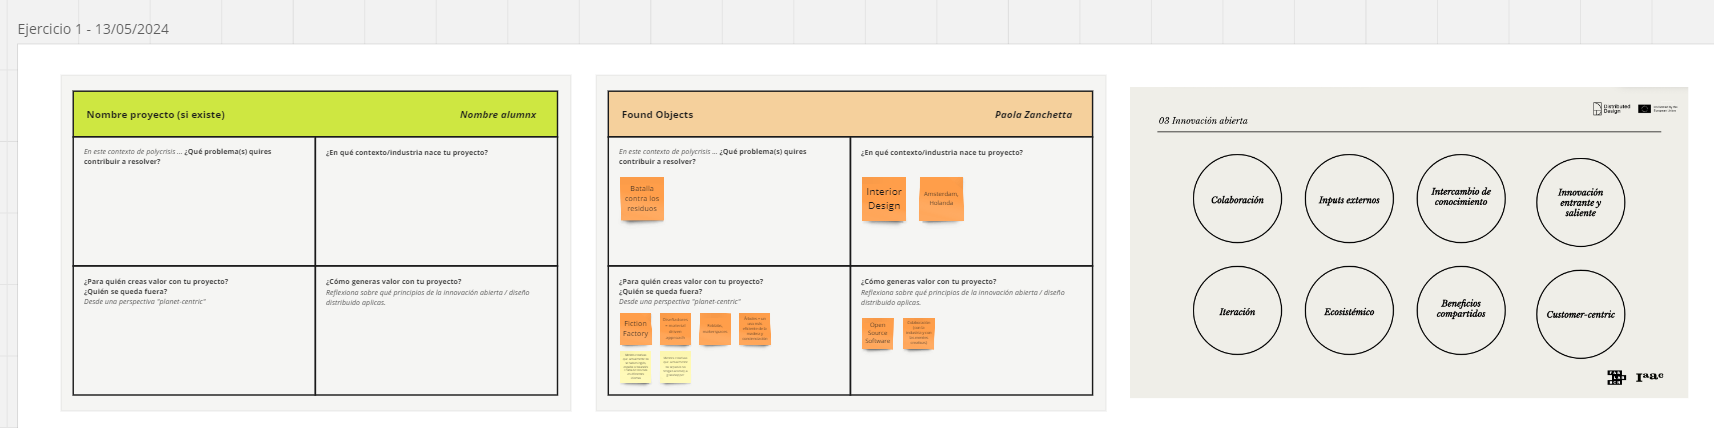 Ejercicio 1 - 13/05/2024
Nombre proyecto (si existe)
Nombre alumnx
En este contexto de polycrisis ... ¿Qué problema(s) quires
contribuir a resolver?
¿En qué contexto/industria nace tu proyecto?
¿Para quién creas valor con tu proyecto?
¿Quién se queda fuera?
Desde una perspectiva "planet-centric"
¿Cómo generas valor con tu proyecto?
Reflexiona sobre qué principios de la innovación abierta / diseño
distribuido aplicas.
Found Objects
Paola Zanchetta
En este contexto de polycrisis ... ¿Qué problema(s) quires
contribuir a resolver?
Batalla
contra los
residuos
¿En qué contexto/industria nace tu proyecto?
Interior
Design
Amsterdam,
Holanda
¿Para quién creas valor con tu proyecto?
¿Quién se queda fuera?
Desde una perspectiva "planet-centric"
Fiction
Factory
¿Cómo generas valor con tu proyecto?
Reflexiona sobre qué principios de la innovación abierta / diseño
distribuido aplicas.
Open
Source
Software
Distributed
Design
03 Innovación abierta
Colaboración
Inputs externos
Intercambio de
conocimiento
Innovación
entrante y
saliente
Iteración
Ecosistémico
Beneficios
compartidos
Customer-centric
Iaac